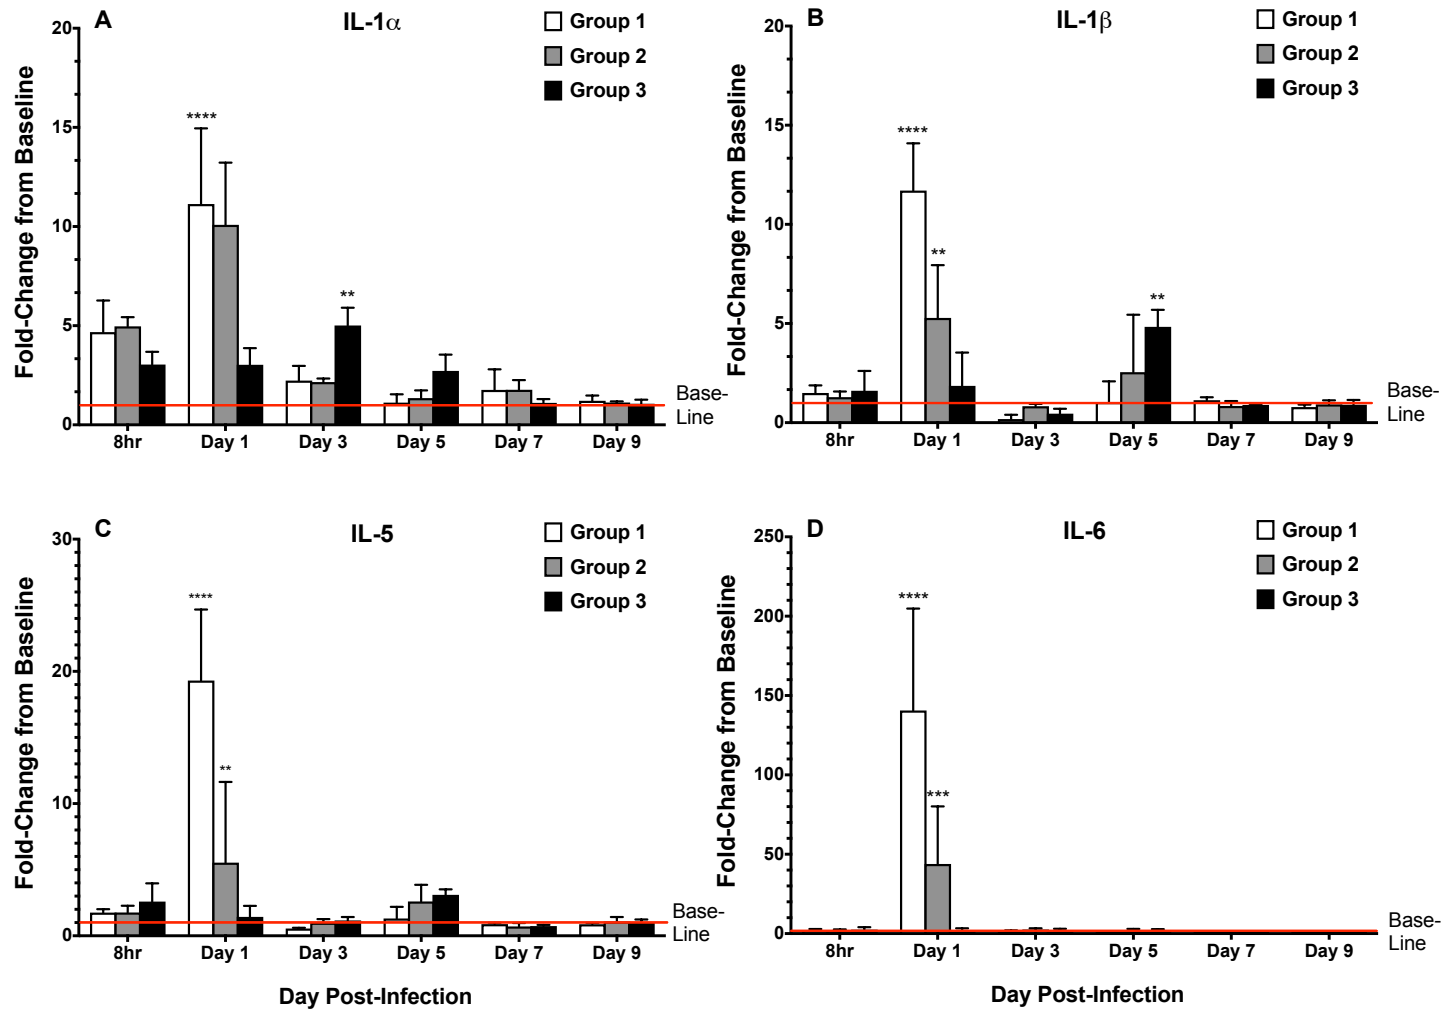 A
IL-1α
Group 1
Group 2
Group 3
Fold-Change from Baseline
20
15
10
5
0
****
**
Base-
Line
8hr Day 1 Day 3 Day 5 Day 7 Day 9
B
IL-1β
Group 1
Group 2
Group 3
Fold-Change from Baseline
20
15
10
5
0
****
**
**
Base-
Line
8hr Day 1 Day 3 Day 5 Day 7 Day 9
C
IL-5
Group 1
Group 2
Group 3
Fold-Change from Baseline
30
20
10
0
****
**
Base-
Line
8hr Day 1 Day 3 Day 5 Day 7 Day 9
Day Post-Infection
D
IL-6
Group 1
Group 2
Group 3
Fold-Change from Baseline
250
200
150
100
50
0
****
***
Base-
Line
8hr Day 1 Day 3 Day 5 Day 7 Day 9
Day Post-Infection